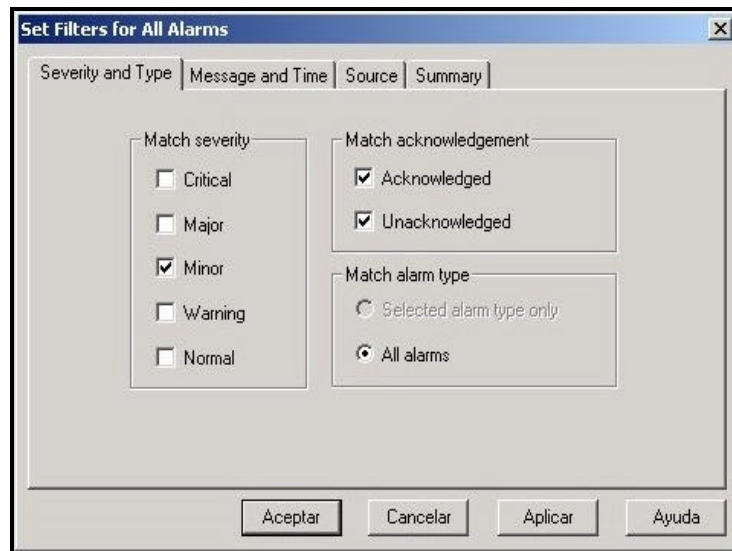 Set Filters for All Alarms
Severity and Type
Message and Time
Source
Summary
Match severity
Critical
Major
Minor
Warning
Normal
Match acknowledgement
Acknowledged
Unacknowledged
Match alarm type
Selected alarm type only
All alarms
Aceptar
Cancelar
Aplicar
Ayuda